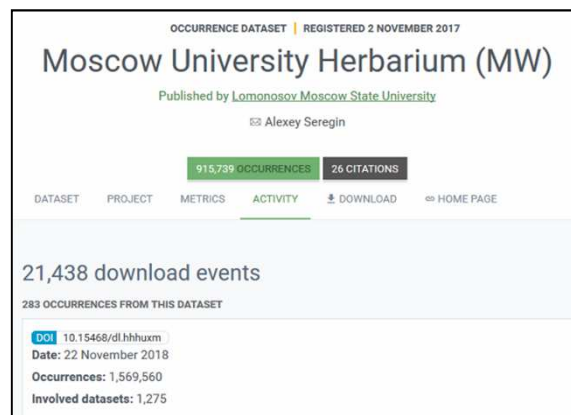 OCCURRENCE DATASET | REGISTERED 2 NOVEMBER 2017
Moscow University Herbarium (MW)
Published by Lomonosov Moscow State University
Alexey Seregin
915,739 OCCURRENCES 26 CITATIONS
DATASET PROJECT METRICS ACTIVITY DOWNLOAD HOME PAGE
21,438 download events
283 OCCURRENCES FROM THIS DATASET
DOI 10.15468/dl.hhhuxm
Date: 22 November 2018
Occurrences: 1,569,560
Involved datasets: 1,275